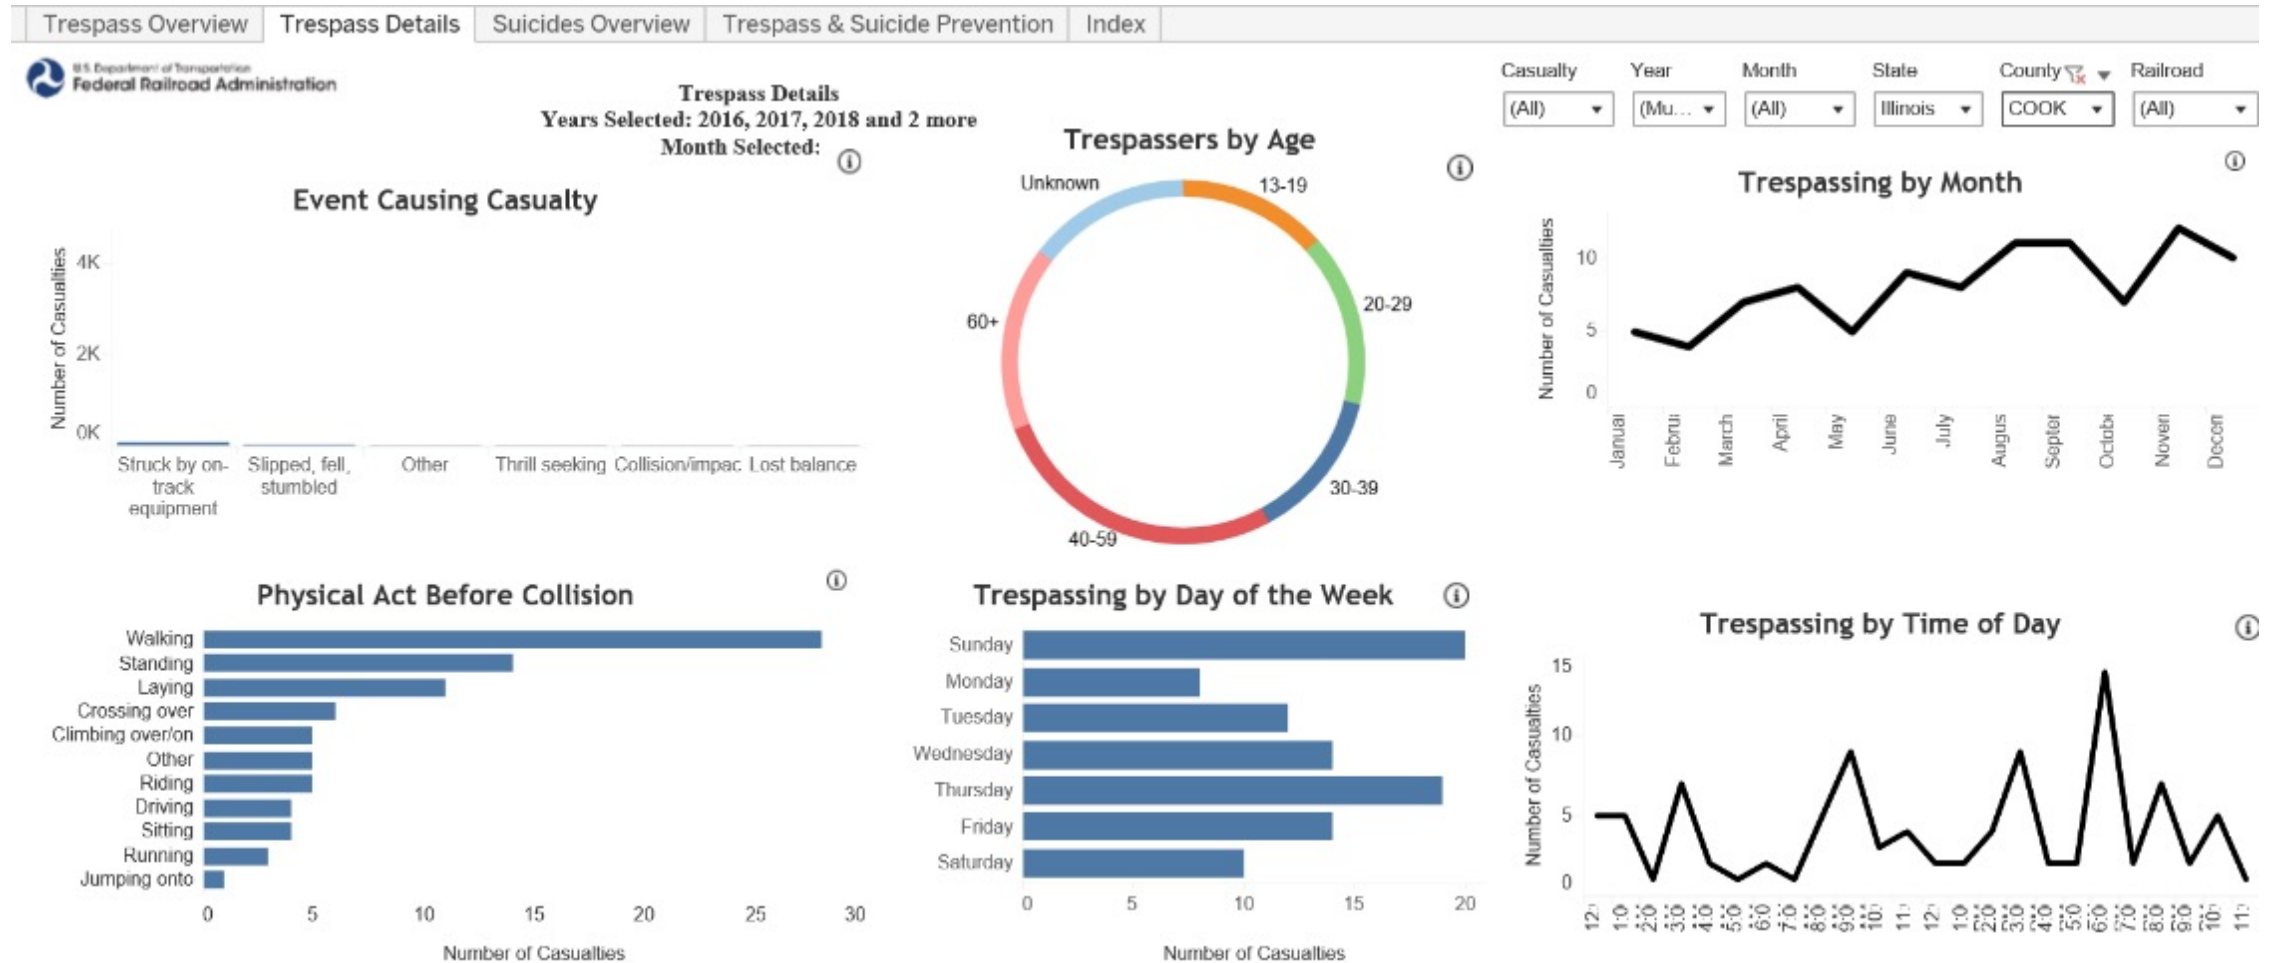 Trespass Overview
Trespass Details
Suicides Overview
Trespass & Suicide Prevention
Index
U.S. Department of Transportation
Federal Railroad Administration
Trespass Details
Years Selected: 2016, 2017, 2018 and 2 more
Month Selected:
Casualty
Year
Month
State
County
Railroad
(All)
(Mu...
(All)
Illinois
COOK
(All)
Event Causing Casualty
Number of Casualties
4K
2K
0K
Struck by on-
track
equipment
Slipped, fell,
stumbled
Other
Thrill seeking
Collision/impac
Lost balance
Trespassers by Age
Unknown
13-19
20-29
30-39
40-59
60+
Trespassing by Month
Number of Casualties
10
5
0
Januar
Februa
March
April
May
June
July
Augus
Septer
Octobe
Novem
Decem
Physical Act Before Collision
Walking
Standing
Laying
Crossing over
Climbing over/on
Other
Riding
Driving
Sitting
Running
Jumping onto
0
5
10
15
20
25
30
Number of Casualties
Trespassing by Day of the Week
Sunday
Monday
Tuesday
Wednesday
Thursday
Friday
Saturday
0
5
10
15
20
Number of Casualties
Trespassing by Time of Day
Number of Casualties
15
10
5
0